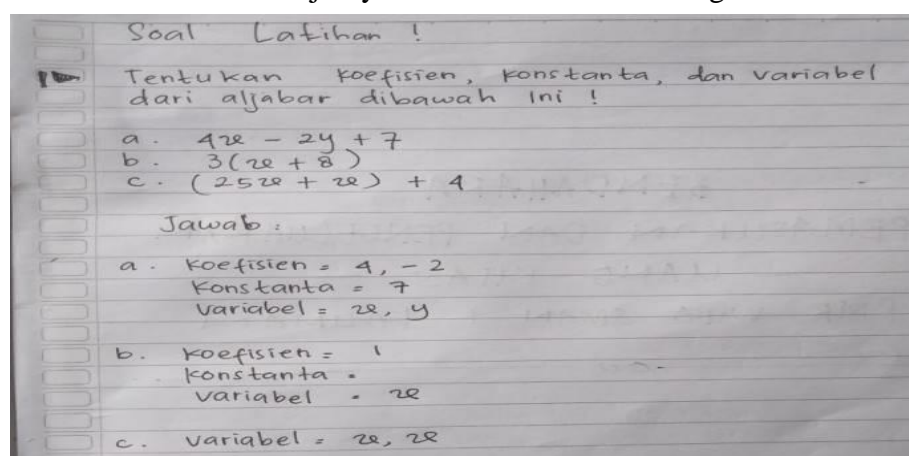 Soal Latihan !
Tentukan koefisien, konstanta, dan variabel
dari aljabar dibawah ini !
a. 4x - 2y + 7
b. 3(x + 8)
c. (25x + x) + 4
Jawab :
a. koefisien = 4, - 2
Konstanta = 7
variabel = x, y
b. koefisien = 1
konstanta =
variabel = x
c. variabel = x, x